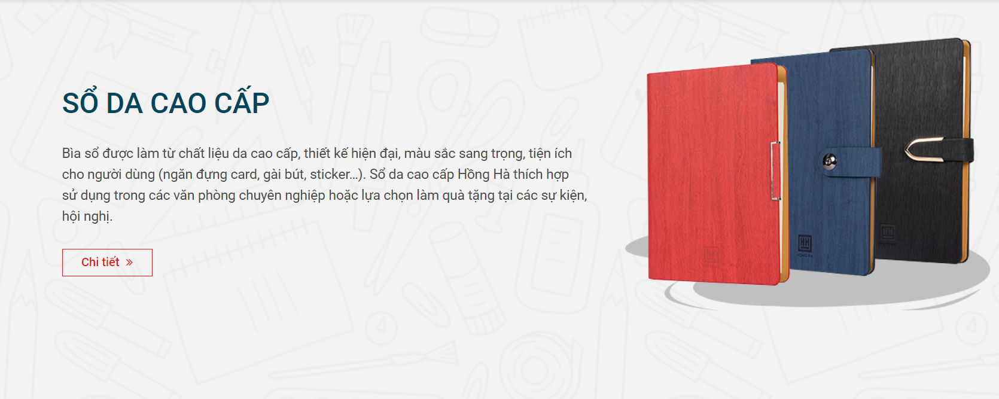 SỔ DA CAO CẤP
Bìa sổ được làm từ chất liệu da cao cấp, thiết kế hiện đại, màu sắc sang trọng, tiện ích
cho người dùng (ngăn đựng card, gài bút, sticker...). Sổ da cao cấp Hồng Hà thích hợp
sử dụng trong các văn phòng chuyên nghiệp hoặc lựa chọn làm quà tặng tại các sự kiện,
hội nghị.
Chi tiết »